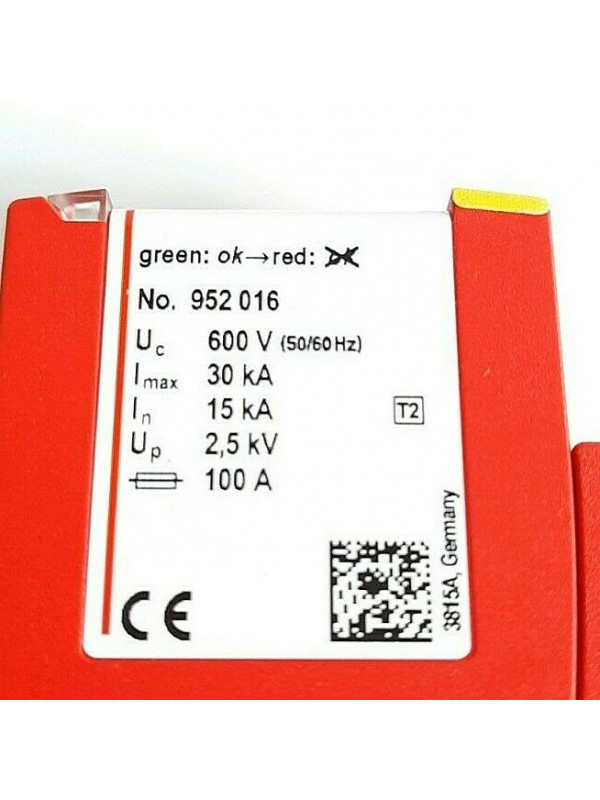 green: ok→red: ok
No. 952 016
Uc 600 V (50/60 Hz)
Imax 30 kA
In 15 kA
T2
Up 2,5 kV
100 A
3815A, Germany
CE